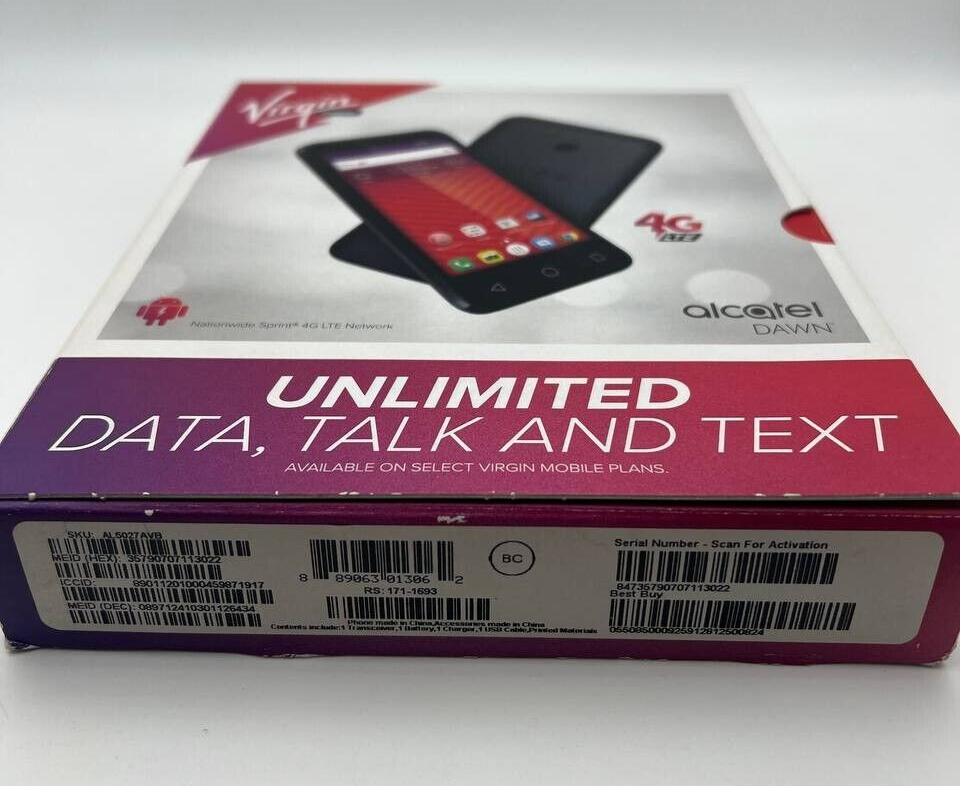 Virgin
4G
LTE
Nationwide Sprint® 4G LTE Network
alcatel
DAWN™
UNLIMITED
DATA, TALK AND TEXT
AVAILABLE ON SELECT VIRGIN MOBILE PLANS.
SKU: AL5027AVB
MEID (HEX): 35790707113022
ICCID: 89011201000459871917
MEID (DEC): 089712410301126434
8 89063 01306 2
RS: 171-1693
Phone made in China,Accessories made in China
Contents include:1 Transceiver,1 Battery,1 Charger,1 USB Cable,Printed Materials
BC
Serial Number - Scan For Activation
84735790707113022
Best Buy
055085000925912812500824